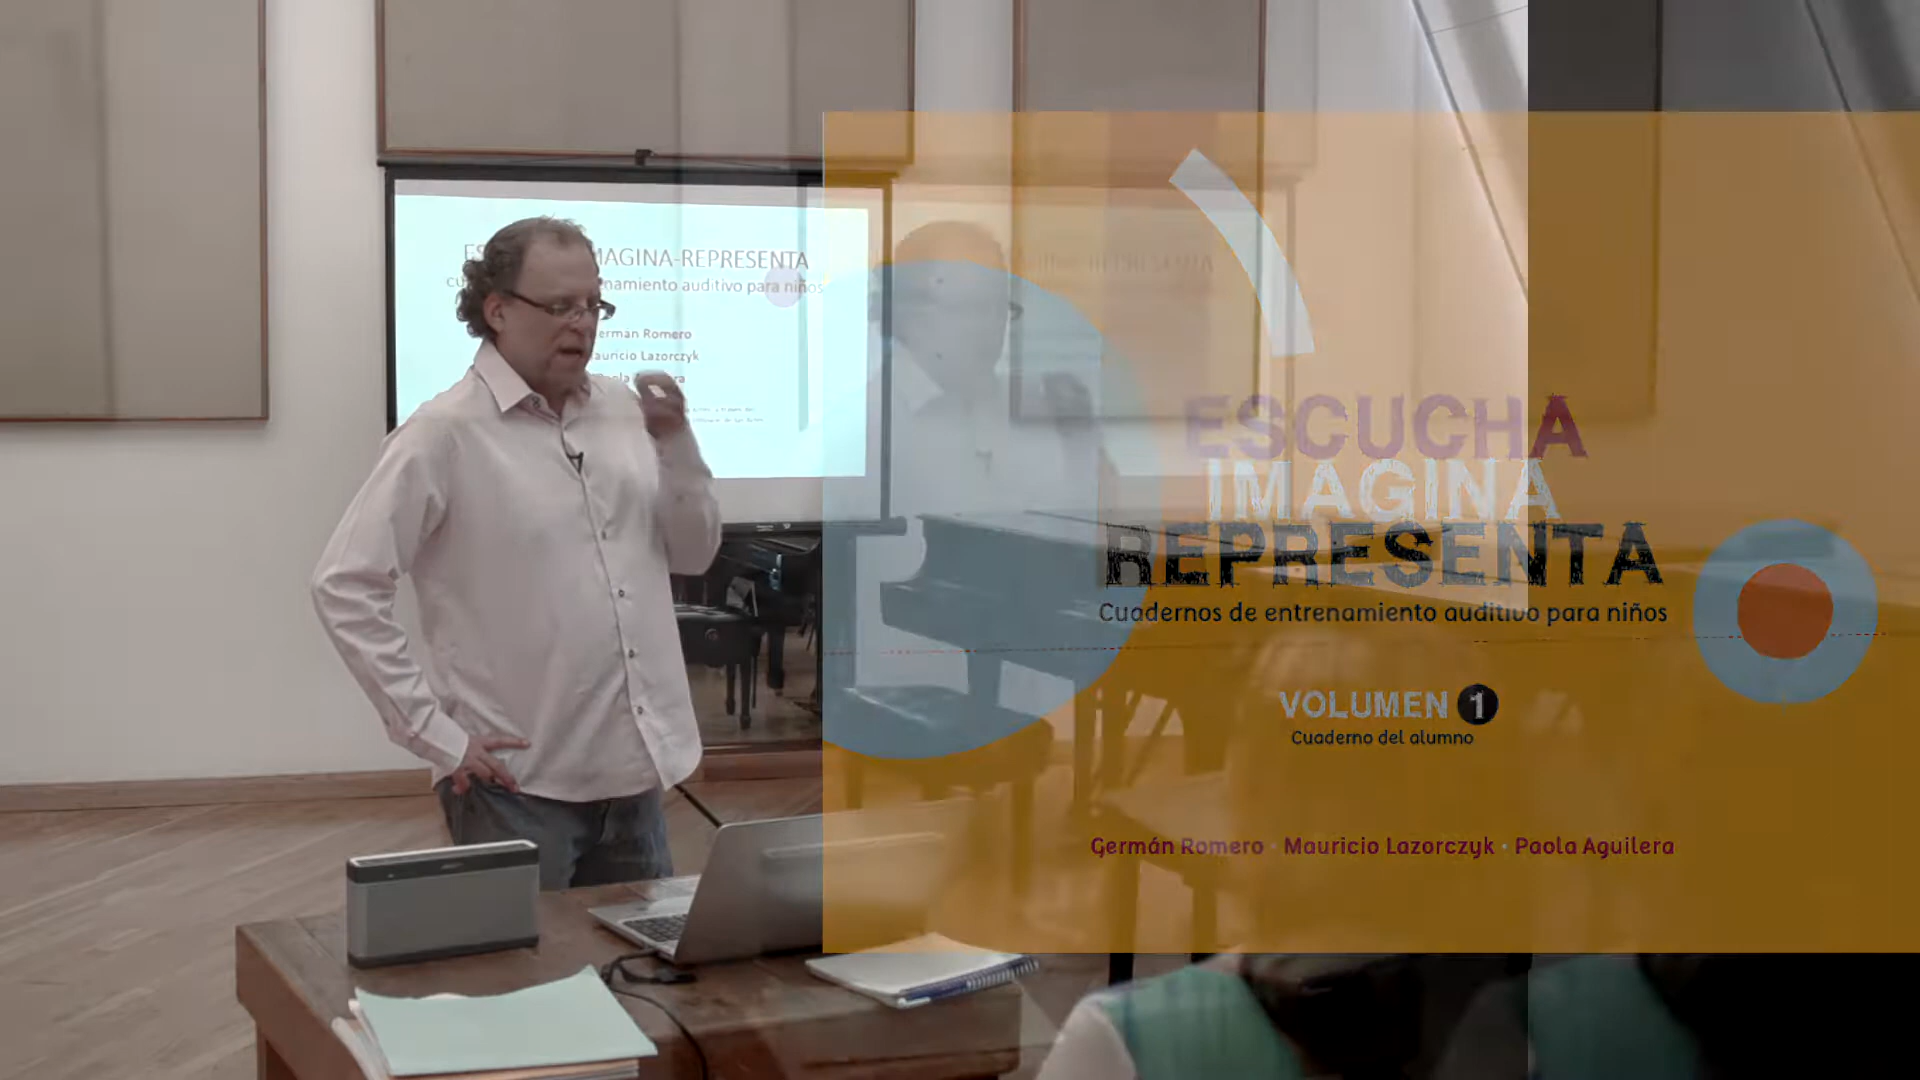 MAGINA-REPRESENTA
namiento auditivo para niños
erman Romero
auricio Lazorczyk
ESCUCHA
IMAGINA
REPRESENTA
Cuadernos de entrenamiento auditivo para niños
VOLUMEN 1
Cuaderno del alumno
Germán Romero · Mauricio Lazorczyk · Paola Aguilera